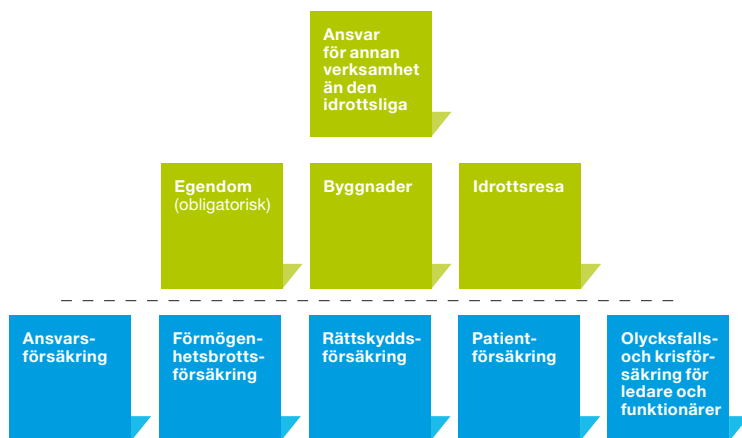 Ansvar
för annan
verksamhet
än den
idrottsliga
Egendom
(obligatorisk)
Byggnader
Idrottsresa
Ansvars-
försäkring
Förmögen-
hetsbrotts-
försäkring
Rättskydds-
försäkring
Patient-
försäkring
Olycksfalls-
och krisför-
säkring för
ledare och
funktionärer